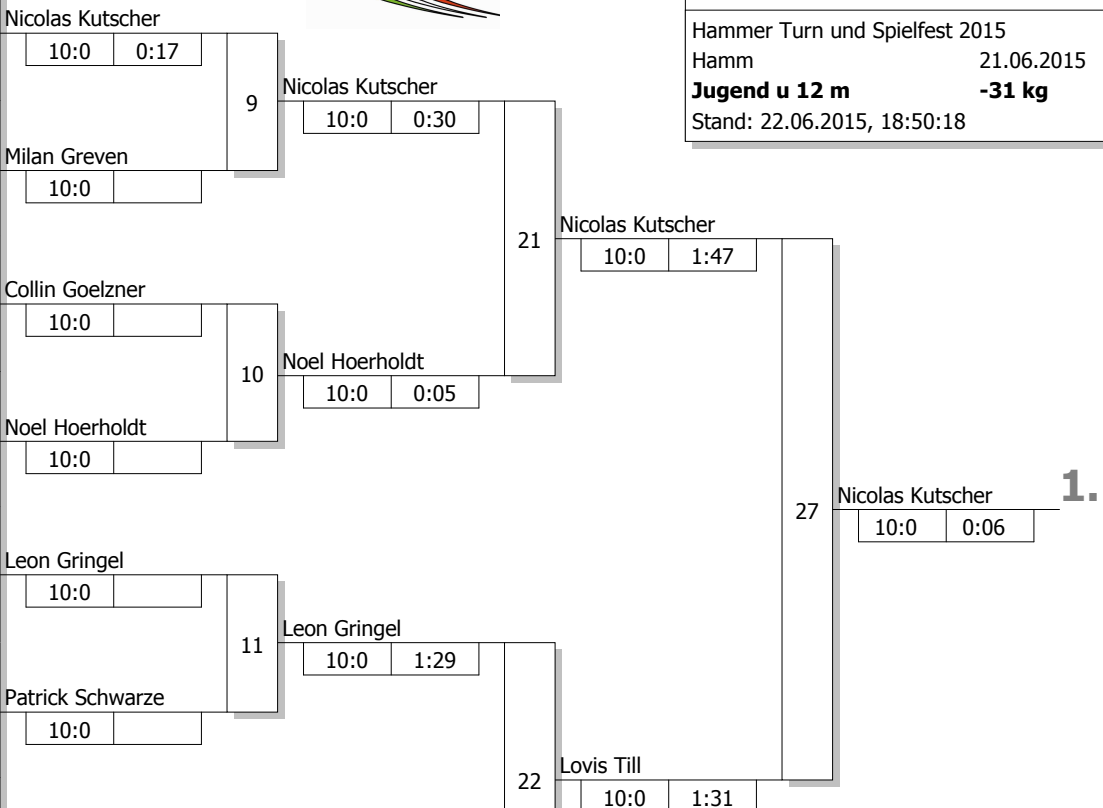 Nicolas Kutscher
10:0 0:17
Hammer Turn und Spielfest 2015
Hamm 21.06.2015
Jugend u 12 m -31 kg
Stand: 22.06.2015, 18:50:18
9
Nicolas Kutscher
10:0 0:30
Milan Greven
10:0
21
Nicolas Kutscher
10:0 1:47
Collin Goelzner
10:0
10
Noel Hoerholdt
10:0 0:05
Noel Hoerholdt
10:0
27
Nicolas Kutscher 1.
10:0 0:06
Leon Gringel
10:0
11
Leon Gringel
10:0 1:29
Patrick Schwarze
10:0
22
Lovis Till
10:0 1:31